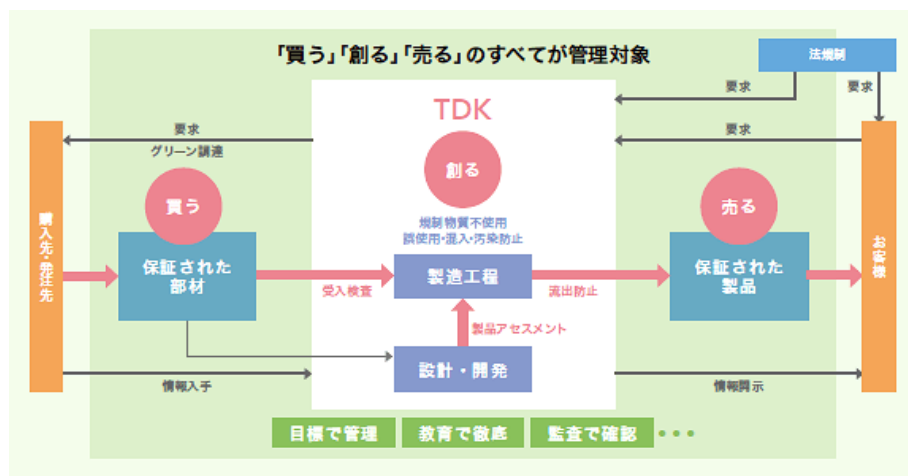 「買う」「創る」「売る」のすべてが管理対象
法規制
要求
要求
TDK
要求
グリーン調達
要求
創る
買う
売る
規制物質不使用
誤使用・混入・汚染防止
購入先・発注先
保証された
部材
受入検査
製造工程
流出防止
保証された
製品
お客様
製品アセスメント
設計・開発
情報入手
情報開示
目標で管理
教育で徹底
監査で確認
•••